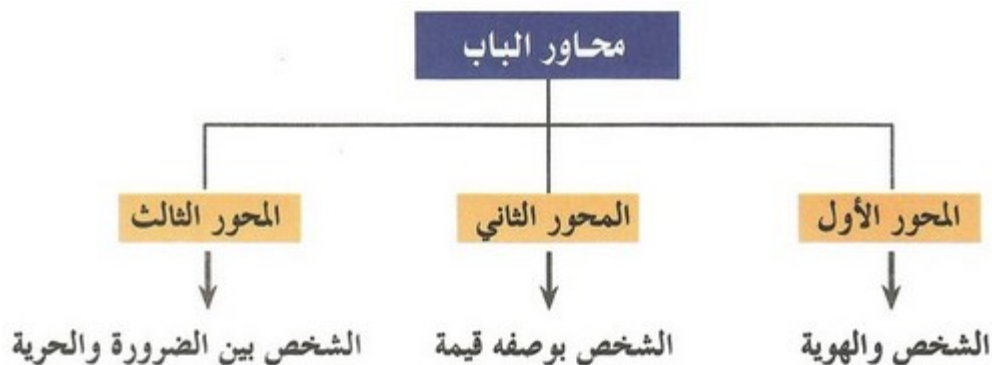 محاور الباب
المحور الأول
المحور الثاني
المحور الثالث
الشخص والهوية
الشخص بوصفه قيمة
الشخص بين الضرورة والحرية